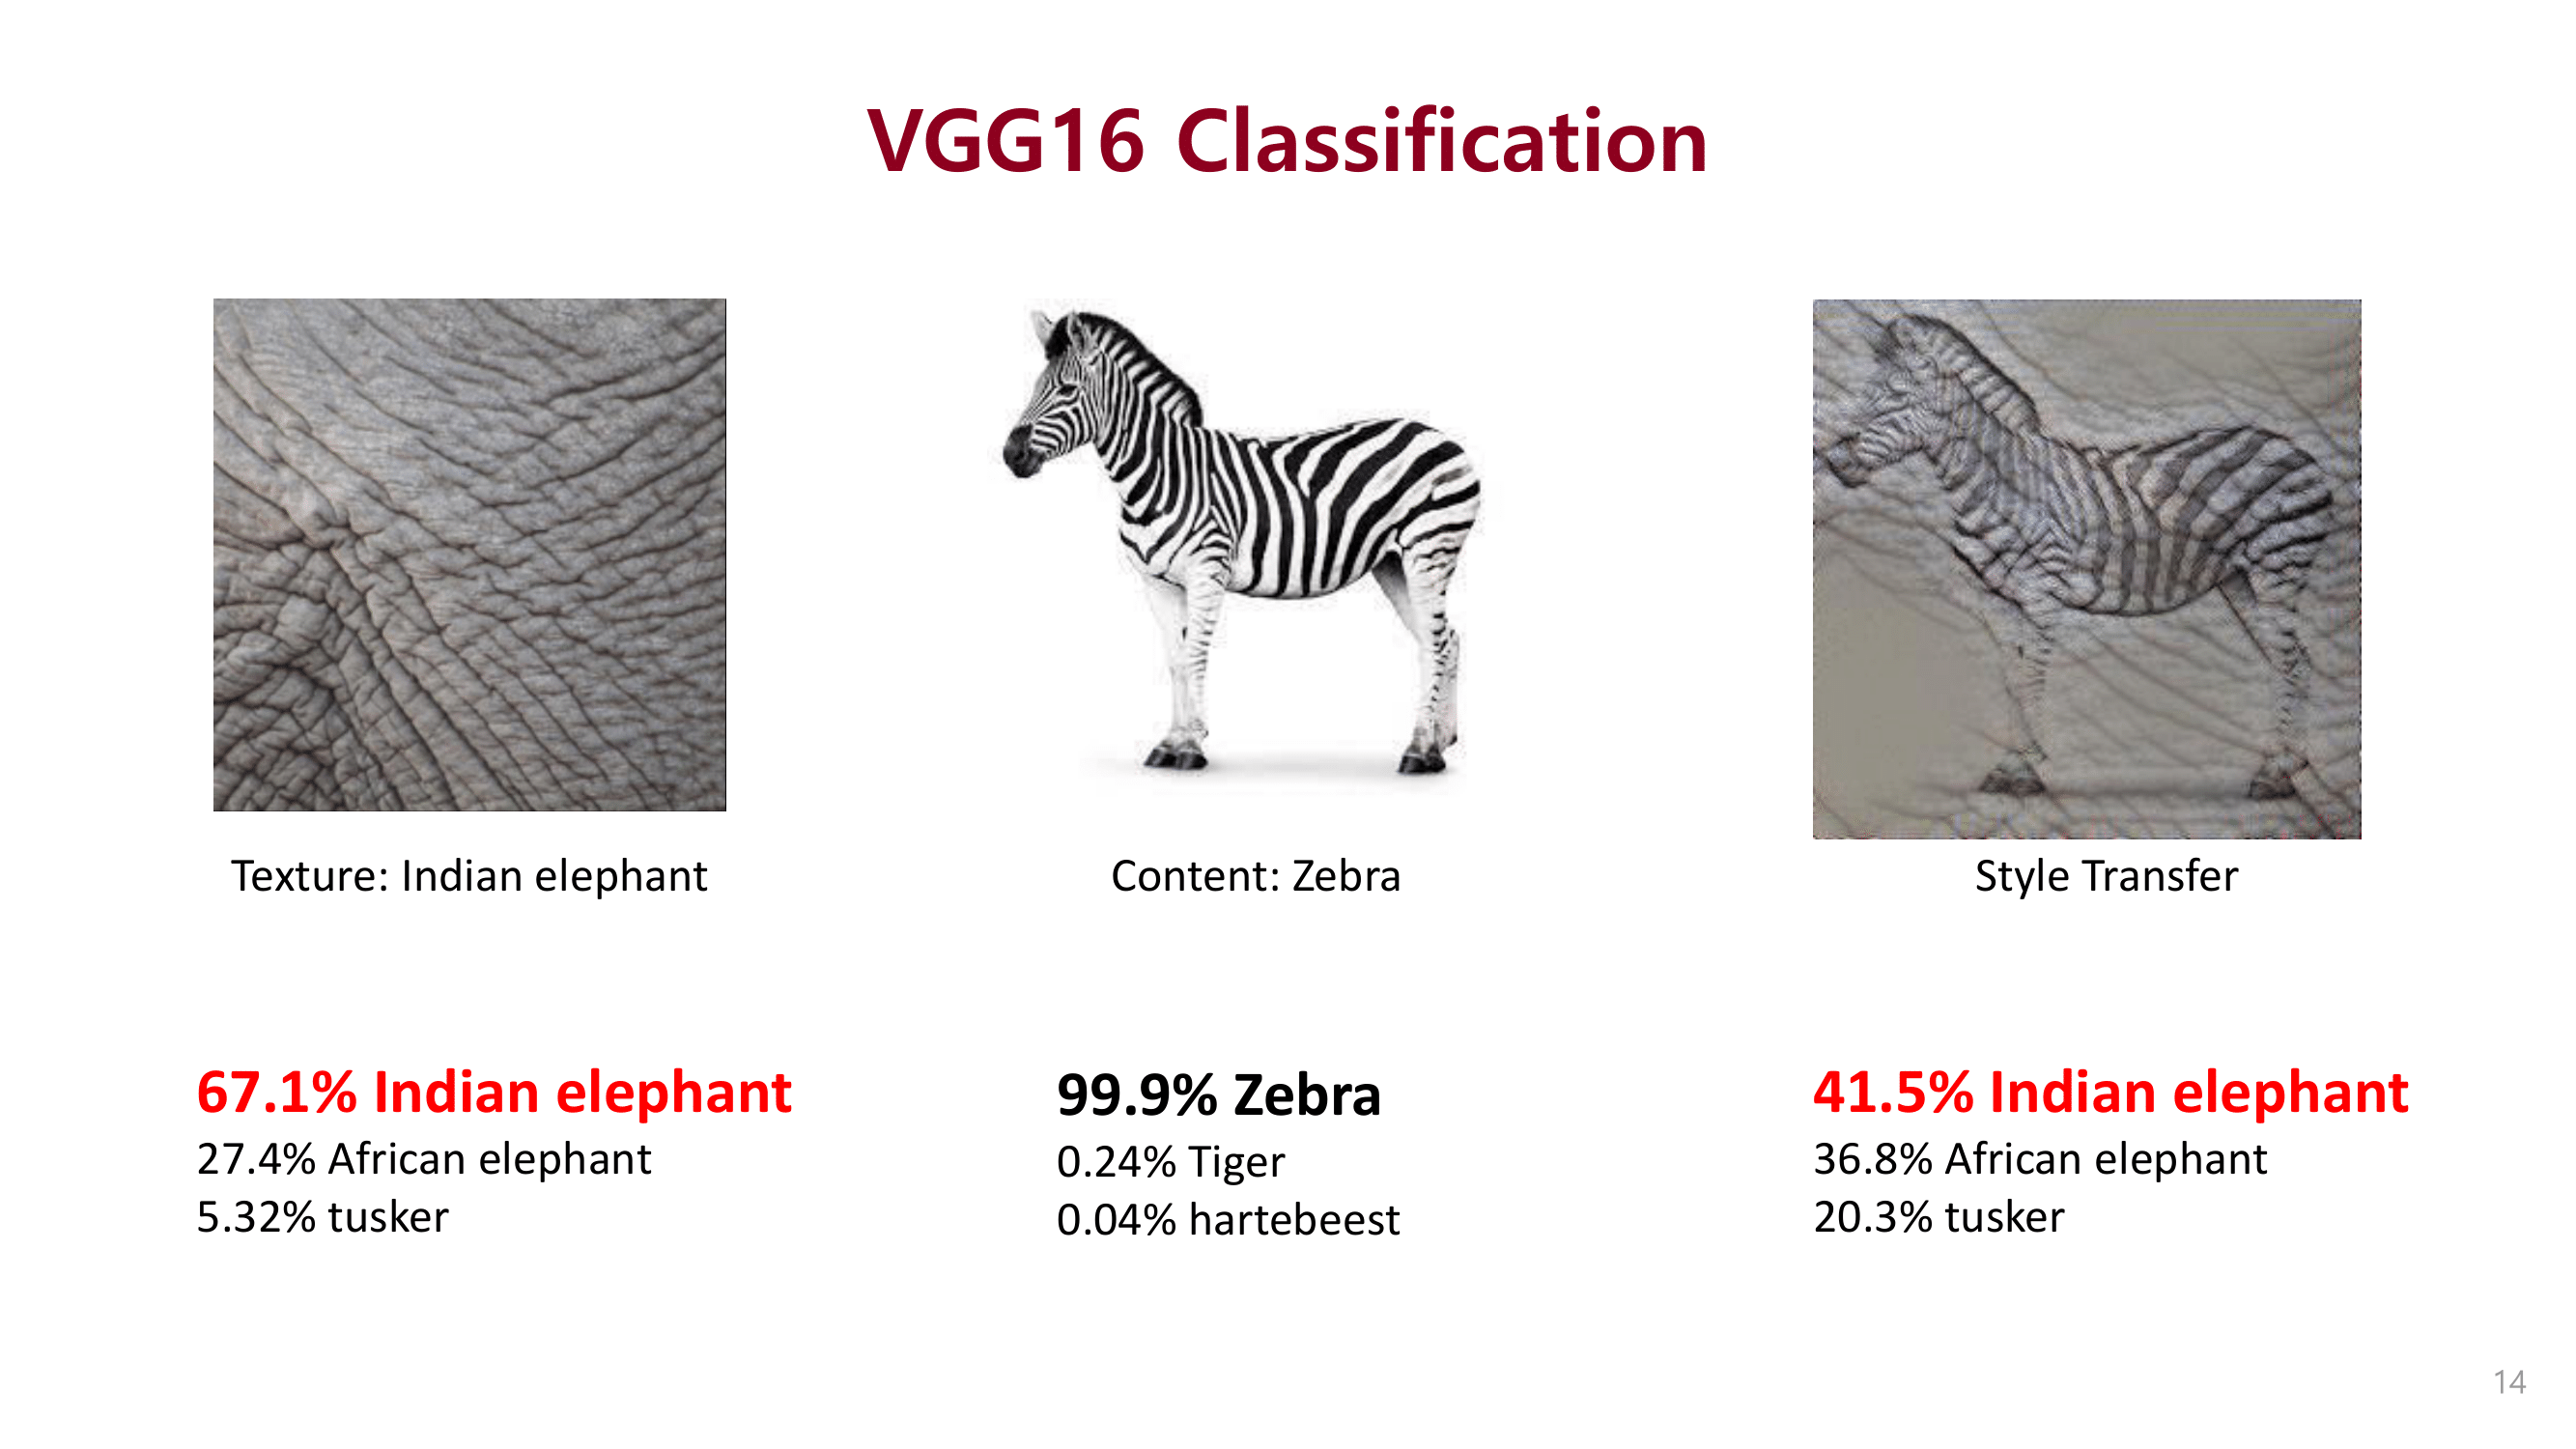 VGG16 Classification
Texture: Indian elephant
Content: Zebra
Style Transfer
67.1% Indian elephant
27.4% African elephant
5.32% tusker
99.9% Zebra
0.24% Tiger
0.04% hartebeest
41.5% Indian elephant
36.8% African elephant
20.3% tusker
14